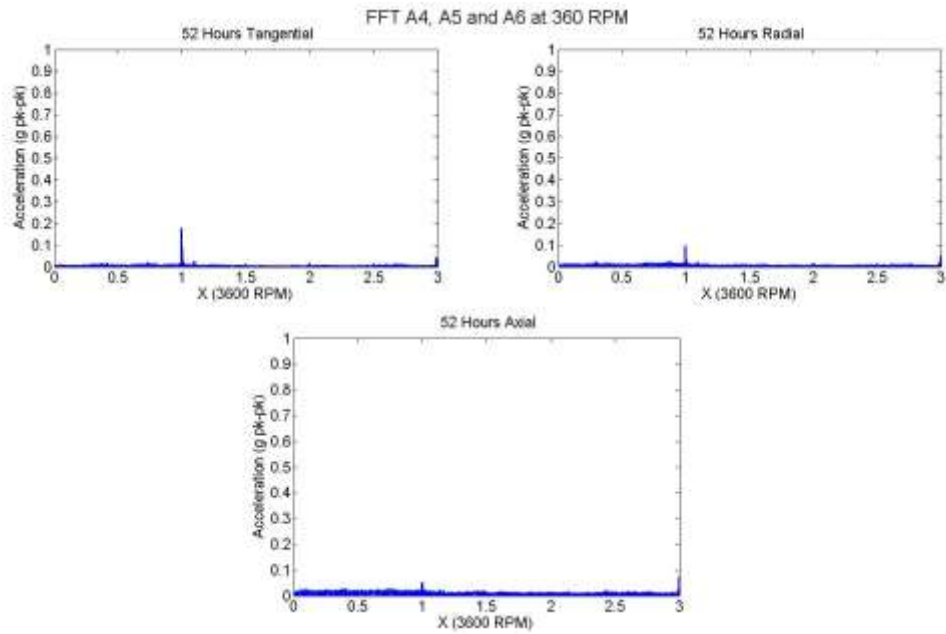 FFT A4, A5 and A6 at 360 RPM
52 Hours Tangential
1
0.9
0.8
0.7
0.6
0.5
0.4
0.3
0.2
0.1
0
Acceleration (g pk-pk)
0 0.5 1 1.5 2 2.5 3
X (3600 RPM)
52 Hours Radial
1
0.9
0.8
0.7
0.6
0.5
0.4
0.3
0.2
0.1
0
Acceleration (g pk-pk)
0 0.5 1 1.5 2 2.5 3
X (3600 RPM)
52 Hours Axial
1
0.9
0.8
0.7
0.6
0.5
0.4
0.3
0.2
0.1
0
Acceleration (g pk-pk)
0 0.5 1 1.5 2 2.5 3
X (3600 RPM)